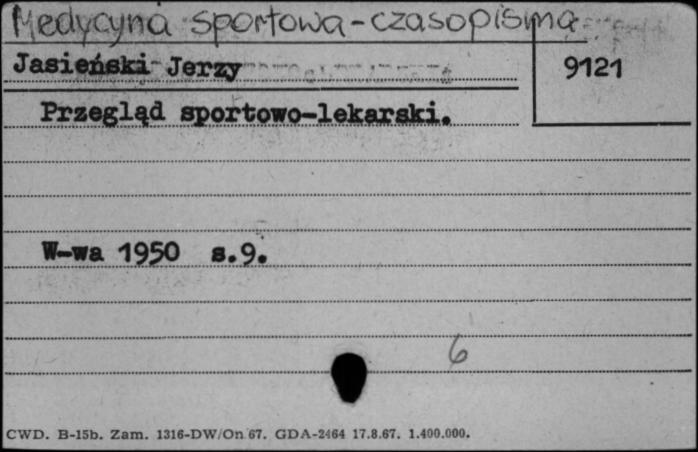 Medycyna sportowa-czasopisma
Jasieński Jerzy
9121
Przegląd sportowo-lekarski.
W-wa 1950 s.9.
6
CWD. B-15b. Zam. 1316-DW/On 67. GDA-2464 17.8.67. 1.400.000.